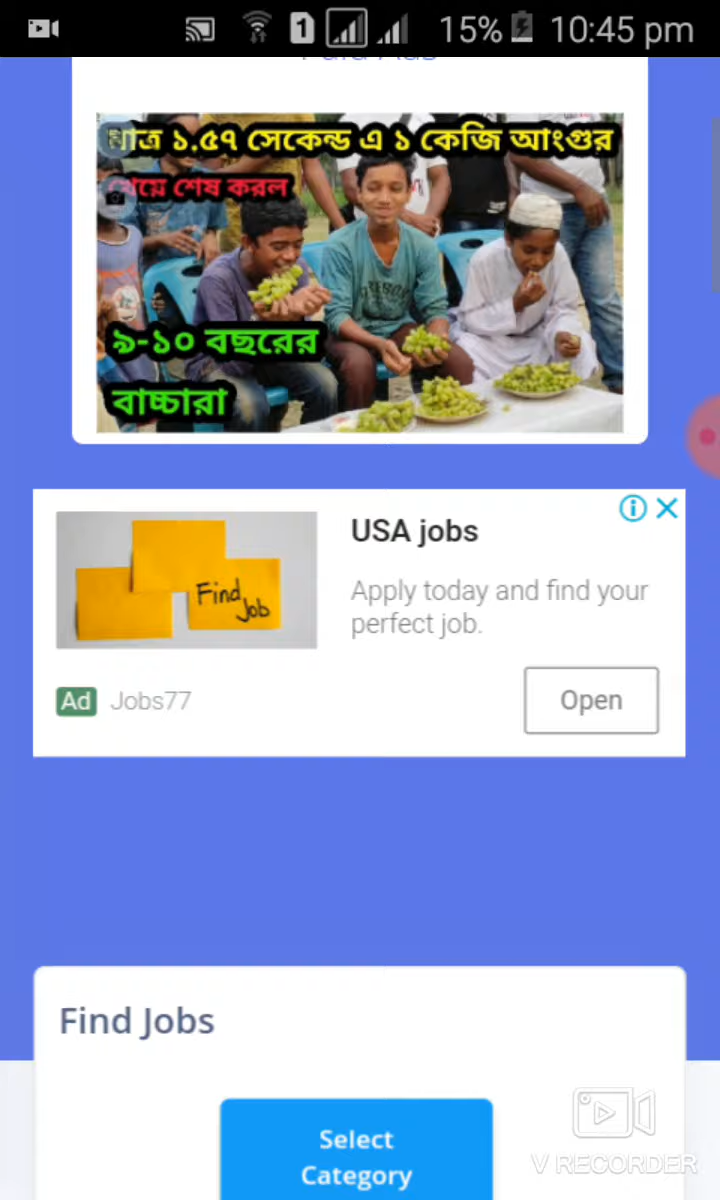 15% 10:45 pm
মাত্র ১.৫৭ সেকেন্ড এ ১ কেজি আংগুর
খেয়ে শেষ করল
৯-১০ বছরের
বাচ্চারা
USA jobs
Find Job
Apply today and find your
perfect job.
Ad Jobs77
Open
Find Jobs
Select
Category
V RECORDER